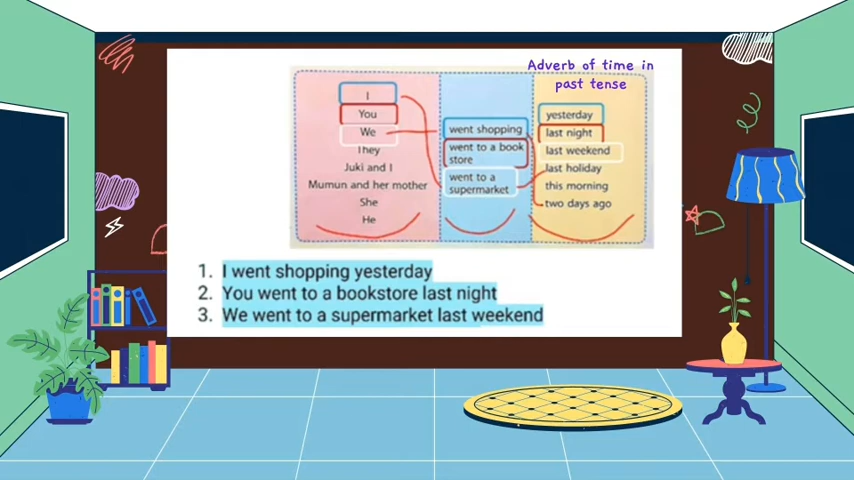 Adverb of time in
past tense
I
You
We
They
Juki and I
Mumun and her mother
She
He
went shopping
went to a book
store
went to a
supermarket
yesterday
last night
last weekend
last holiday
this morning
two days ago
1. I went shopping yesterday
2. You went to a bookstore last night
3. We went to a supermarket last weekend